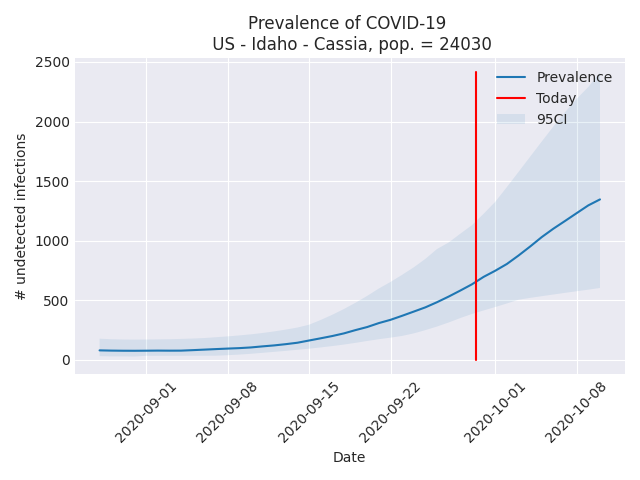 Prevalence of COVID-19
US - Idaho - Cassia, pop. = 24030
# undetected infections
2500
2000
1500
1000
500
0
Prevalence
Today
95CI
2020-09-01
2020-09-08
2020-09-15
2020-09-22
2020-10-01
2020-10-08
Date